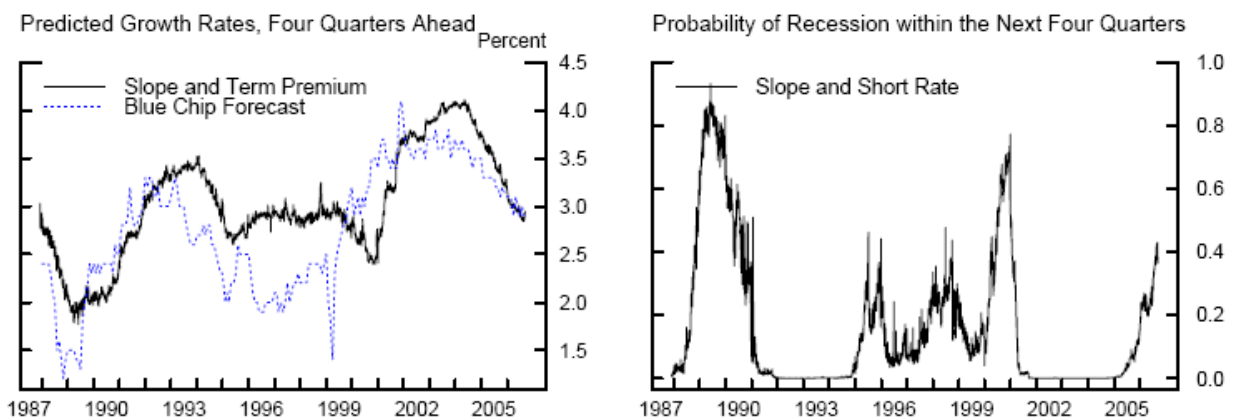 Predicted Growth Rates, Four Quarters Ahead
Percent
Slope and Term Premium
Blue Chip Forecast
4.5
4.0
3.5
3.0
2.5
2.0
1.5
1987 1990 1993 1996 1999 2002 2005
Probability of Recession within the Next Four Quarters
Slope and Short Rate
1.0
0.8
0.6
0.4
0.2
0.0
1987 1990 1993 1996 1999 2002 2005